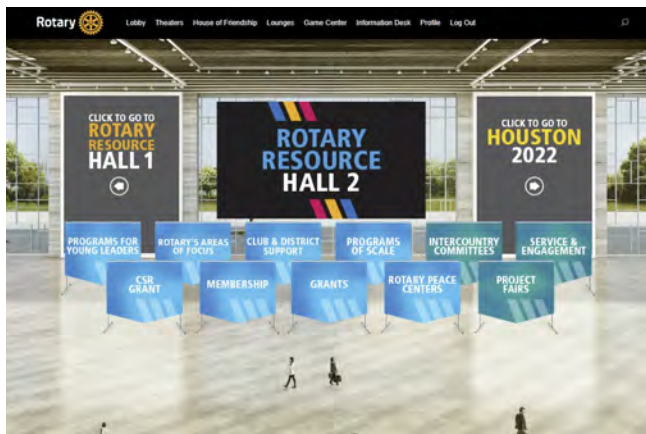 Rotary
Lobby Theaters House of Friendship Lounges Game Center Information Desk Profile Log Out
CLICK TO GO TO
ROTARY
RESOURCE
HALL 1
ROTARY
RESOURCE
HALL 2
CLICK TO GO TO
HOUSTON
2022
PROGRAMS FOR
YOUNG LEADERS
ROTARY'S AREAS
OF FOCUS
CLUB & DISTRICT
SUPPORT
PROGRAMS
OF SCALE
INTERCOUNTRY
COMMITTEES
SERVICE &
ENGAGEMENT
CSR
GRANT
MEMBERSHIP
GRANTS
ROTARY PEACE
CENTERS
PROJECT
FAIRS